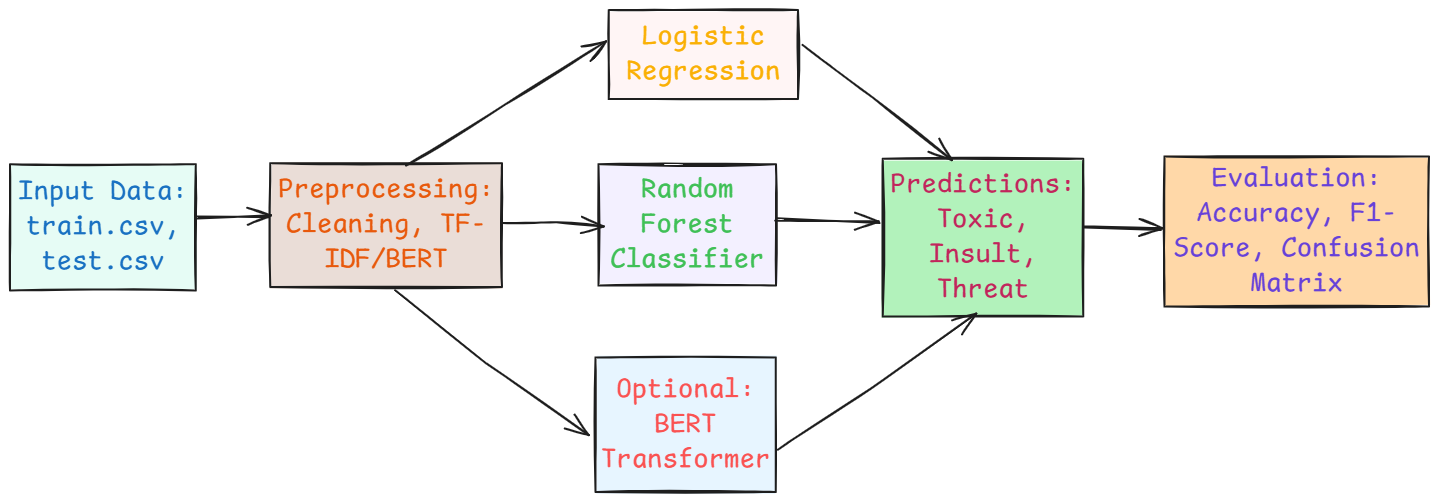 Input Data:
train.csv,
test.csv
Preprocessing:
Cleaning, TF-
IDF/BERT
Logistic
Regression
Random
Forest
Classifier
Optional:
BERT
Transformer
Predictions:
Toxic,
Insult,
Threat
Evaluation:
Accuracy, F1-
Score, Confusion
Matrix